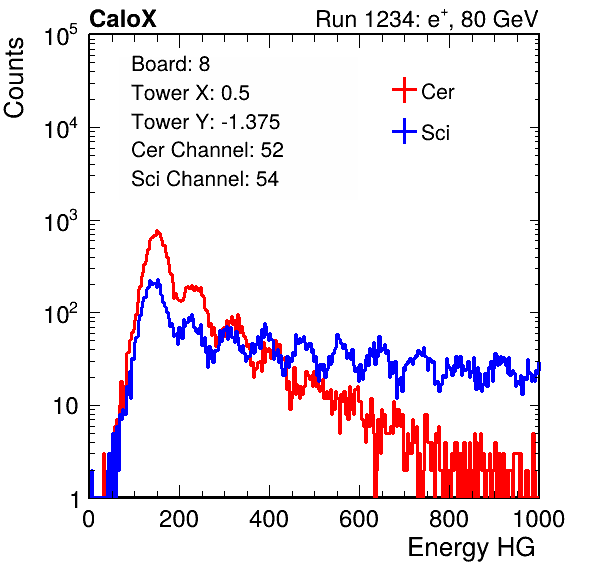 CaloX Run 1234: e⁺, 80 GeV
Counts
Board: 8
Tower X: 0.5
Tower Y: -1.375
Cer Channel: 52
Sci Channel: 54
Cer
Sci
10⁵
10⁴
10³
10²
10
1
0 200 400 600 800 1000
Energy HG